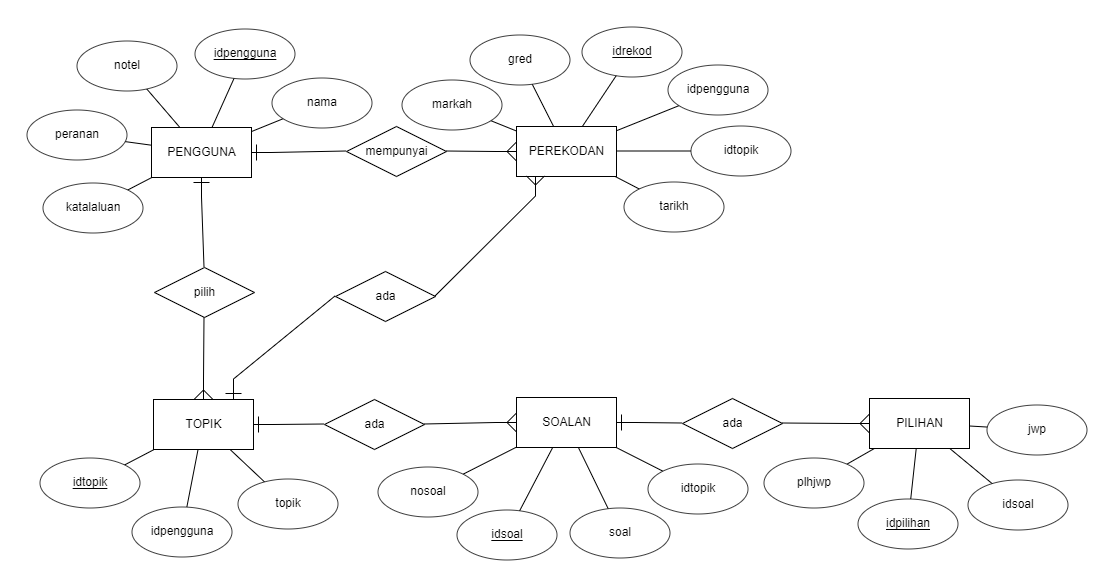 idpengguna
notel
nama
peranan
PENGGUNA
katalaluan
mempunyai
gred
idrekod
markah
idpengguna
PEREKODAN
idtopik
tarikh
pilih
ada
TOPIK
ada
SOALAN
ada
PILIHAN
jwp
idtopik
idpengguna
topik
nosoal
idsoal
soal
idtopik
plhjwp
idpilihan
idsoal